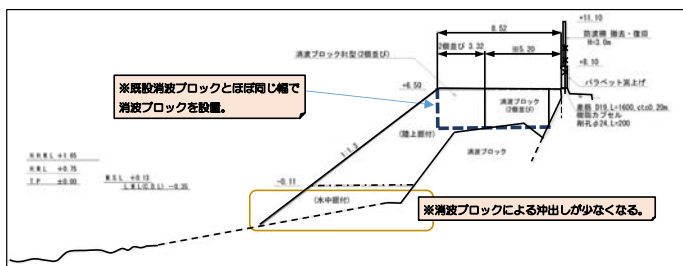 +11.10
8.52
防波柵 撤去・復旧
H=3.0m
2個並び 3.32
W=5.20
消波ブロック8t型(2個並び)
+8.10
パラペット嵩上げ
+6.50
※既設消波ブロックとほぼ同じ幅で
消波ブロックを設置。
消波ブロック
(2個並び)
差筋 D19,L=1600,ctc0.20m
樹脂カプセル
削孔φ24,L=200
(陸上据付)
1:1.3
消波ブロック
H.H.W.L +1.65
H.W.L +0.75
M.S.L +0.13
T.P ±0.00
L.W.L(C.D.L) -0.35
-0.11
(水中据付)
※消波ブロックによる沖出しが少なくなる。